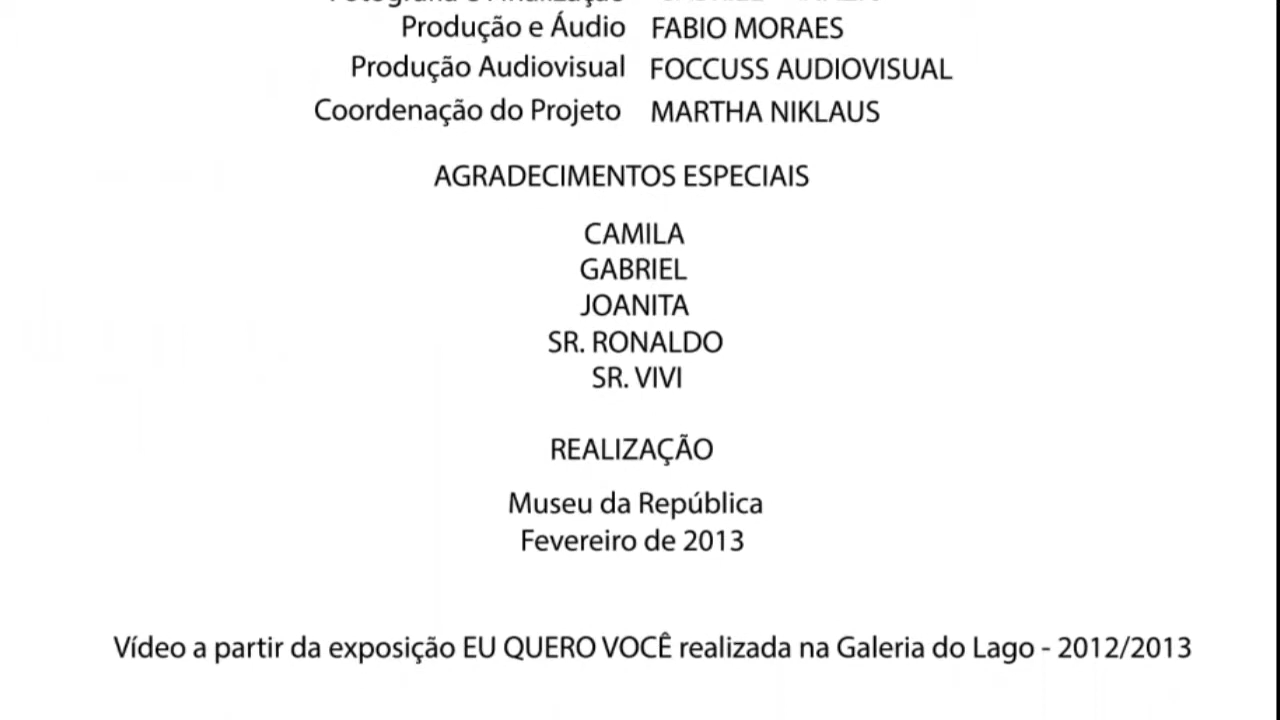 Produção e Áudio FABIO MORAES
Produção Audiovisual FOCCUSS AUDIOVISUAL
Coordenação do Projeto MARTHA NIKLAUS
AGRADECIMENTOS ESPECIAIS
CAMILA
GABRIEL
JOANITA
SR. RONALDO
SR. VIVI
REALIZAÇÃO
Museu da República
Fevereiro de 2013
Vídeo a partir da exposição EU QUERO VOCÊ realizada na Galeria do Lago - 2012/2013